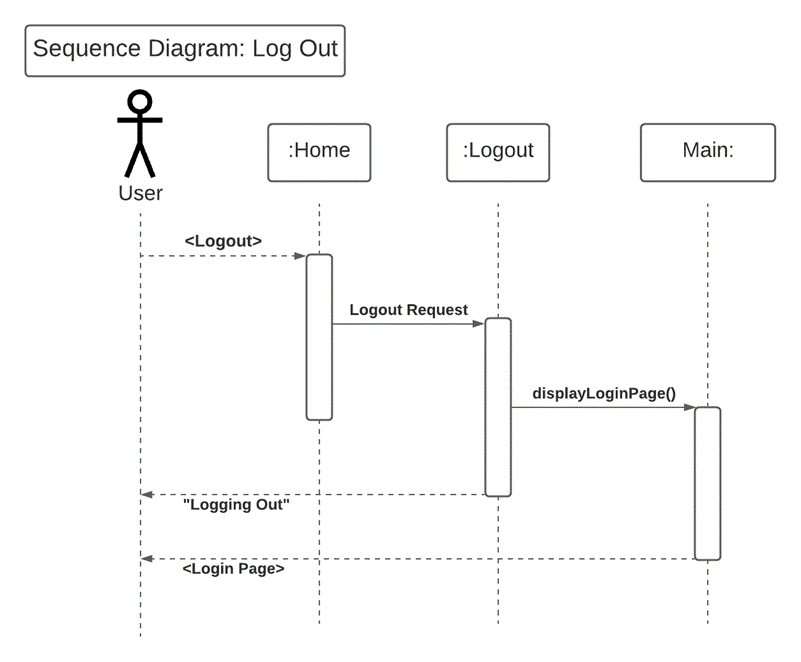 Sequence Diagram: Log Out
User
:Home
:Logout
Main:
<Logout>
Logout Request
displayLoginPage()
"Logging Out"
<Login Page>